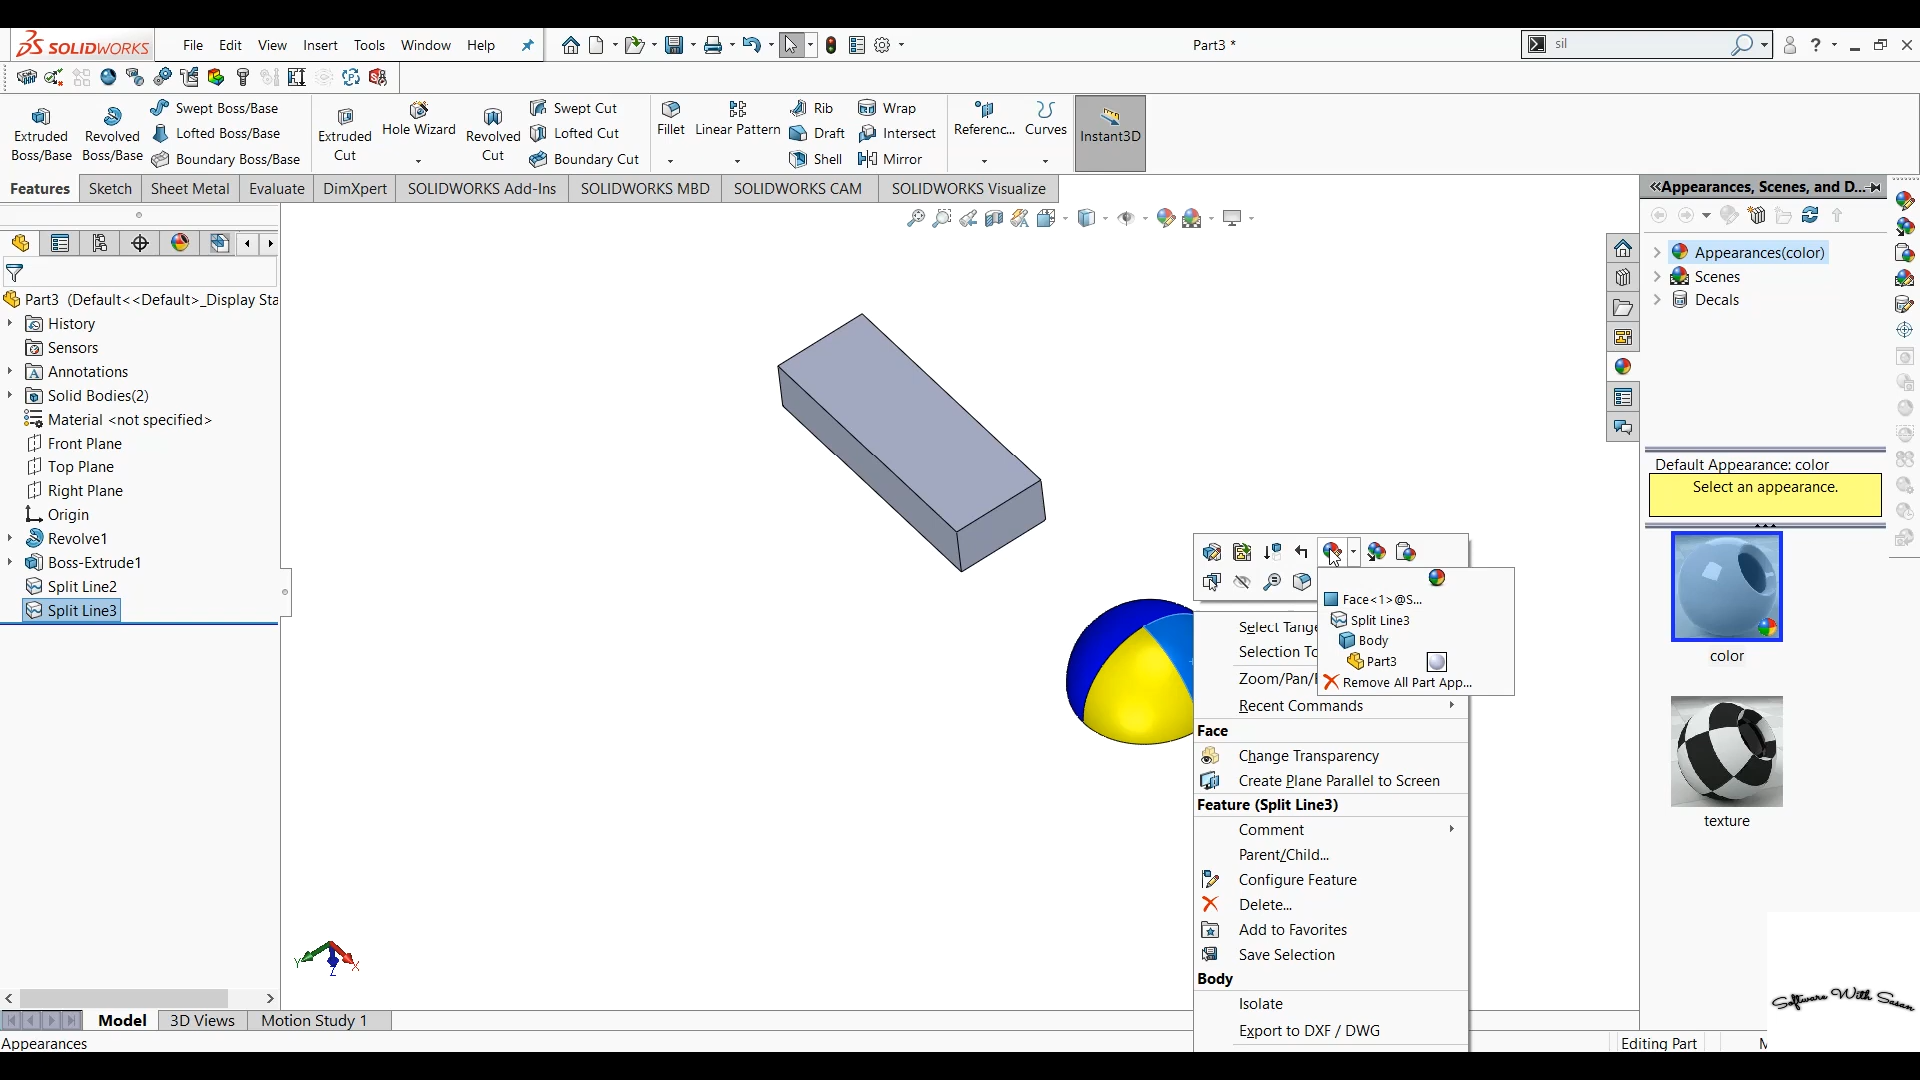 SOLIDWORKS
File Edit View Insert Tools Window Help
Part3 *
sil
Extruded Boss/Base
Revolved Boss/Base
Swept Boss/Base
Lofted Boss/Base
Boundary Boss/Base
Extruded Cut
Hole Wizard
Revolved Cut
Swept Cut
Lofted Cut
Boundary Cut
Fillet
Linear Pattern
Rib
Draft
Shell
Wrap
Intersect
Mirror
Referenc...
Curves
Instant3D
Features Sketch Sheet Metal Evaluate DimXpert SOLIDWORKS Add-Ins SOLIDWORKS MBD SOLIDWORKS CAM SOLIDWORKS Visualize
Part3 (Default<<Default>_Display Sta
History
Sensors
Annotations
Solid Bodies(2)
Material <not specified>
Front Plane
Top Plane
Right Plane
Origin
Revolve1
Boss-Extrude1
Split Line2
Split Line3
Y
Z
X
Face<1>@S...
Split Line3
Body
Part3
Remove All Part App...
Select Tange
Selection To
Zoom/Pan/
Recent Commands
Face
Change Transparency
Create Plane Parallel to Screen
Feature (Split Line3)
Comment
Parent/Child...
Configure Feature
Delete...
Add to Favorites
Save Selection
Body
Isolate
Export to DXF / DWG
«Appearances, Scenes, and D...
Appearances(color)
Scenes
Decals
Default Appearance: color
Select an appearance.
color
texture
Software With Sasan
Model 3D Views Motion Study 1
Appearances
Editing Part